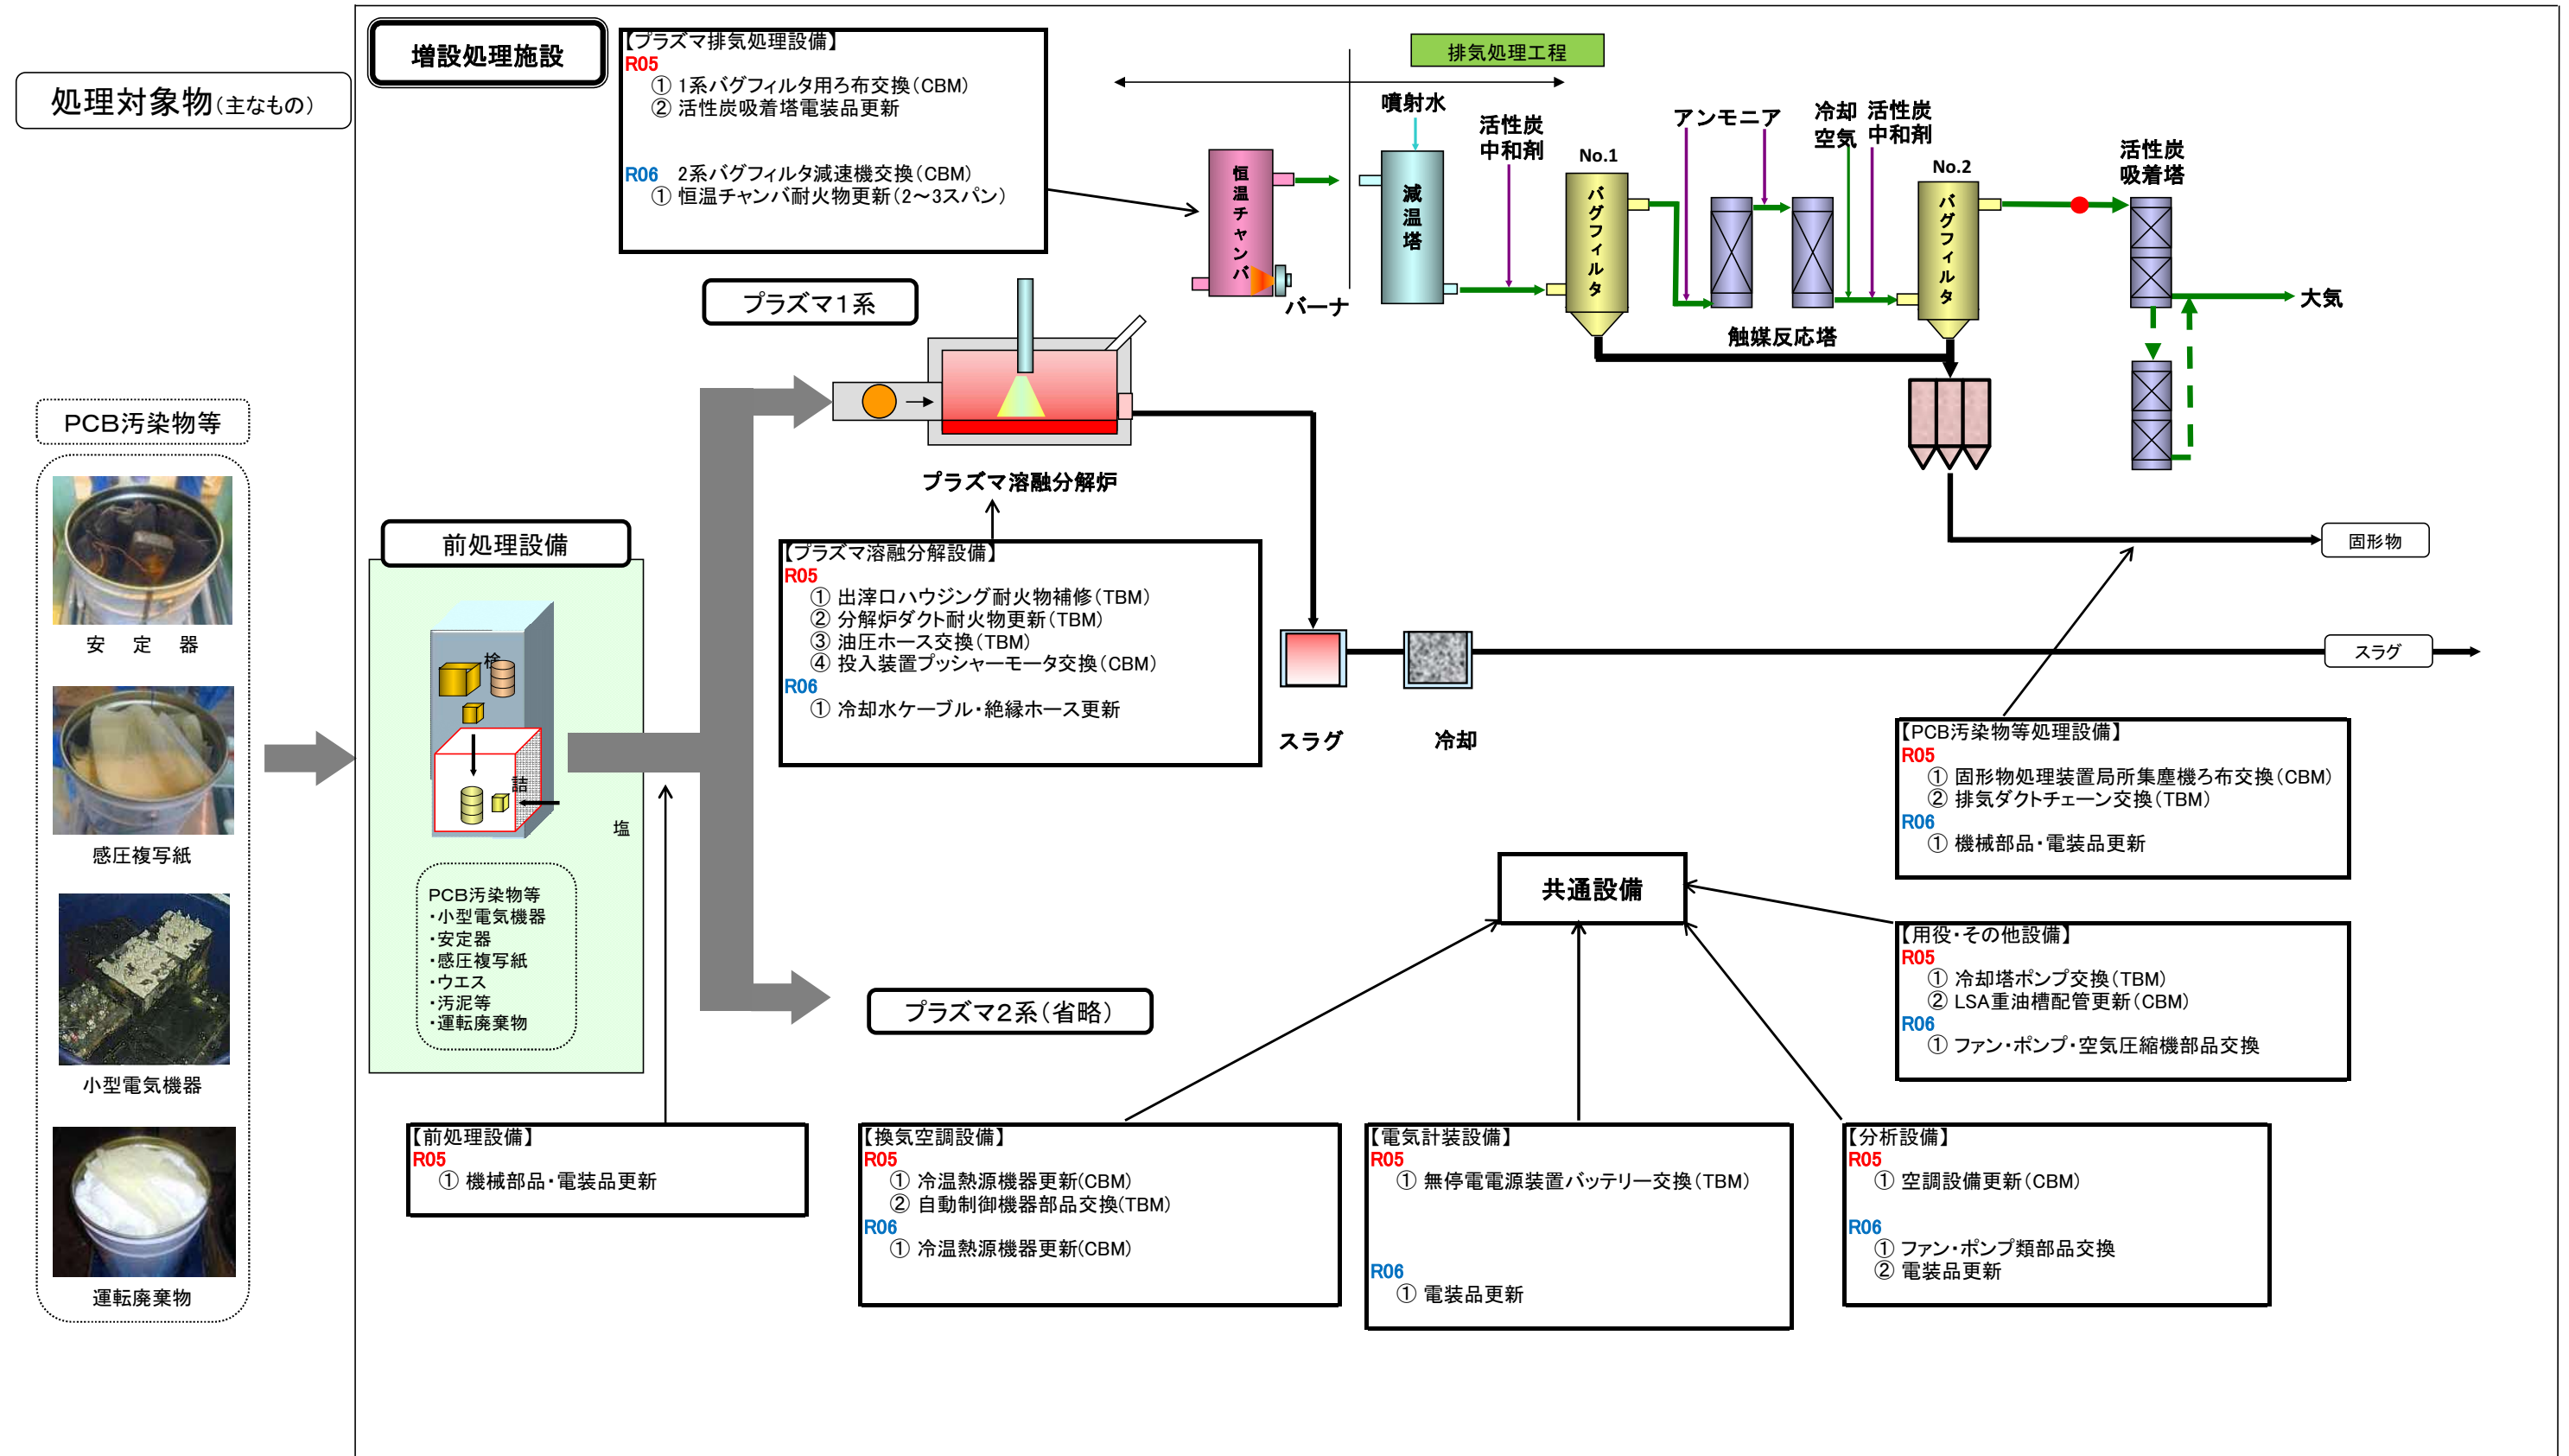 増設処理施設
処理対象物(主なもの)
【プラズマ排気処理設備】
R05
① 1系バグフィルタ用ろ布交換(CBM)
② 活性炭吸着塔電装品更新
R06 2系バグフィルタ減速機交換(CBM)
① 恒温チャンバ耐火物更新(2～3スパン)
排気処理工程
噴射水
活性炭
中和剤
アンモニア
冷却
空気
活性炭
中和剤
活性炭
吸着塔
No.1
No.2
恒温チャンバ
減温塔
バグフィルタ
バグフィルタ
バーナ
触媒反応塔
大気
プラズマ1系
プラズマ溶融分解炉
PCB汚染物等
安 定 器
感圧複写紙
小型電気機器
運転廃棄物
前処理設備
検
詰
塩
PCB汚染物等
・小型電気機器
・安定器
・感圧複写紙
・ウエス
・汚泥等
・運転廃棄物
【プラズマ溶融分解設備】
R05
① 出滓口ハウジング耐火物補修(TBM)
② 分解炉ダクト耐火物更新(TBM)
③ 油圧ホース交換(TBM)
④ 投入装置プッシャーモータ交換(CBM)
R06
① 冷却水ケーブル・絶縁ホース更新
固形物
スラグ
スラグ
冷却
【PCB汚染物等処理設備】
R05
① 固形物処理装置局所集塵機ろ布交換(CBM)
② 排気ダクトチェーン交換(TBM)
R06
① 機械部品・電装品更新
共通設備
【用役・その他設備】
R05
① 冷却塔ポンプ交換(TBM)
② LSA重油槽配管更新(CBM)
R06
① ファン・ポンプ・空気圧縮機部品交換
プラズマ2系(省略)
【前処理設備】
R05
① 機械部品・電装品更新
【換気空調設備】
R05
① 冷温熱源機器更新(CBM)
② 自動制御機器部品交換(TBM)
R06
① 冷温熱源機器更新(CBM)
【電気計装設備】
R05
① 無停電電源装置バッテリー交換(TBM)
R06
① 電装品更新
【分析設備】
R05
① 空調設備更新(CBM)
R06
① ファン・ポンプ類部品交換
② 電装品更新